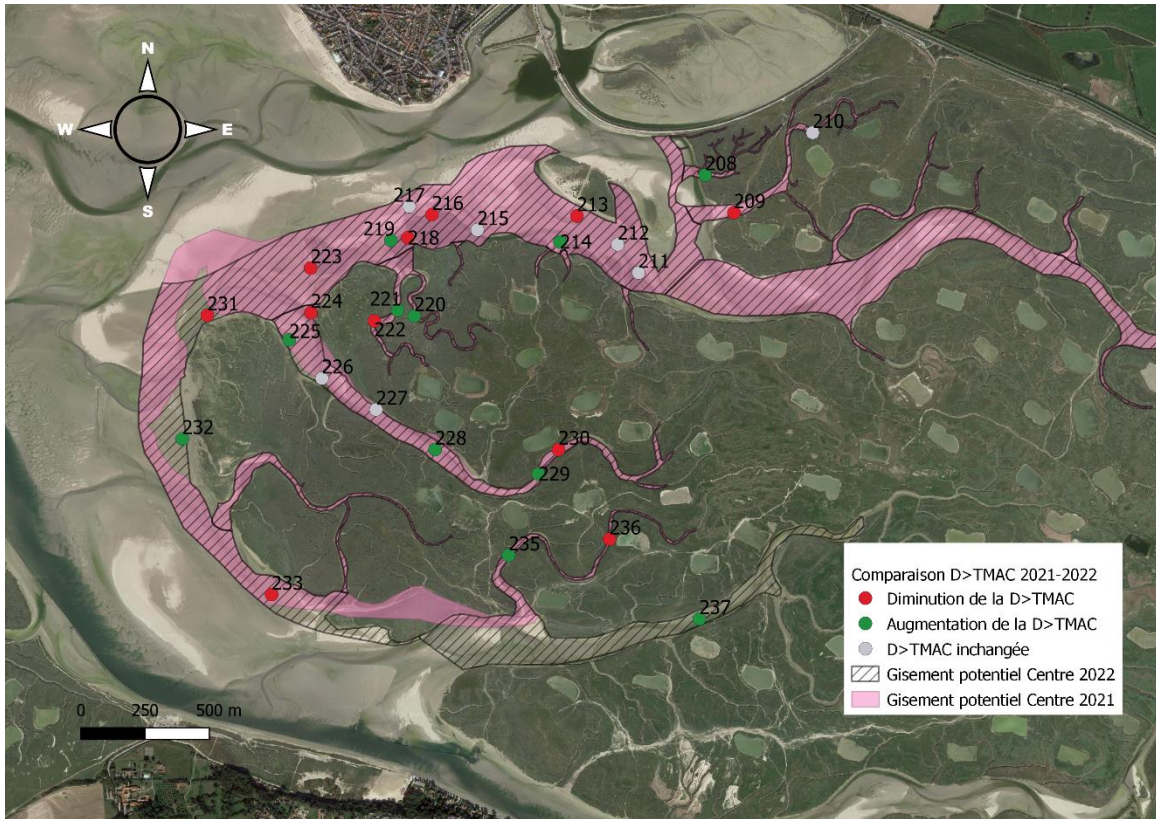 N
W E
S
210
208
209
217
216
213
215
219
218
214
212
211
223
221
220
231
224
222
225
226
227
232
228
230
229
236
235
233
237
Comparaison D>TMAC 2021-2022
Diminution de la D>TMAC
Augmentation de la D>TMAC
D>TMAC inchangée
Gisement potentiel Centre 2022
Gisement potentiel Centre 2021
0 250 500 m